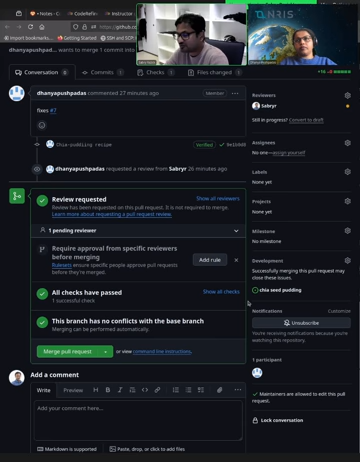 + Notes - C
CodeRefin
Instructor
https://github.co
Import bookmarks...
Getting Started
SSH and SCP
NRIS
dhanyapushpadas wants to merge 1 commit into
Conversation 0
Commits 1
Checks 1
Files changed 1
+16
dhanyapushpadas commented 27 minutes ago
Member
fixes #7
Chia-pudding recipe
Verified
dhanyapushpadas requested a review from Sabryr 26 minutes ago
Review requested
Show all reviewers
Review has been requested on this pull request. It is not required to merge.
Learn more about requesting a pull request review.
1 pending reviewer
Require approval from specific reviewers before merging
Add rule
Rulesets ensure specific people approve pull requests before they're merged.
All checks have passed
Show all checks
1 successful check
This branch has no conflicts with the base branch
Merging can be performed automatically.
Merge pull request
or view command line instructions.
Add a comment
Write
Preview
Add your comment here...
Markdown is supported
Paste, drop, or click to add files
Reviewers
Sabryr
Still in progress? Convert to draft
Assignees
No one—assign yourself
Labels
None yet
Projects
None yet
Milestone
No milestone
Development
Successfully merging this pull request may close these issues.
chia seed pudding
Notifications
Customize
Unsubscribe
You're receiving notifications because you're watching this repository.
1 participant
Maintainers are allowed to edit this pull request.
Lock conversation